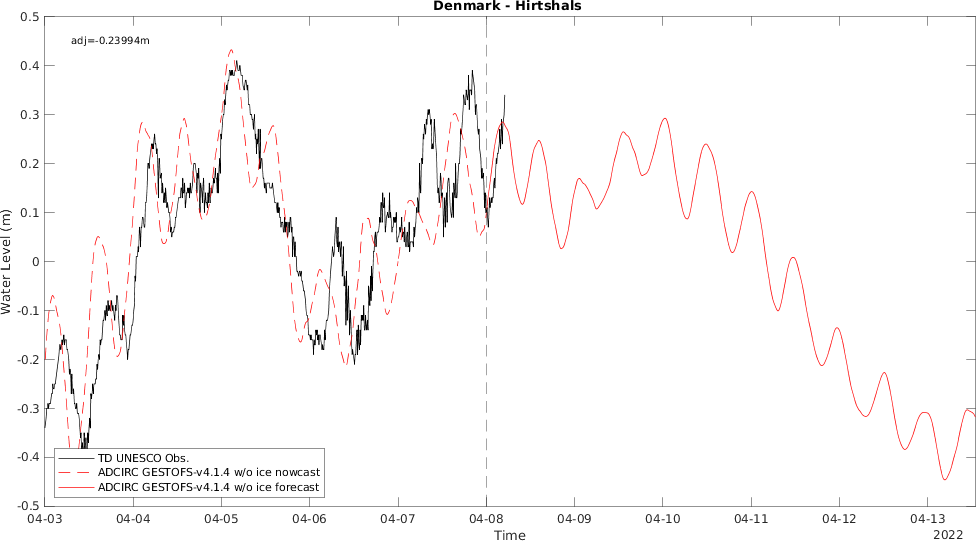 Denmark - Hirtshals
adj=-0.23994m
0.5
0.4
0.3
0.2
0.1
0
-0.1
-0.2
-0.3
-0.4
-0.5
Water Level (m)
TD UNESCO Obs.
ADCIRC GESTOFS-v4.1.4 w/o ice nowcast
ADCIRC GESTOFS-v4.1.4 w/o ice forecast
04-03 04-04 04-05 04-06 04-07 04-08 04-09 04-10 04-11 04-12 04-13
Time
2022